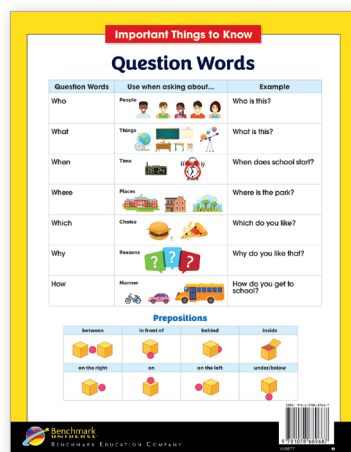 Important Things to Know
Question Words
Question Words Use when asking about... Example
Who People Who is this?
What Things What is this?
When Time When does school start?
Where Places Where is the park?
Which Choice Which do you like?
Why Reasons Why do you like that?
? ? ?
How Manner How do you get to
school?
Prepositions
between in front of behind inside
on the right on on the left under/below
Benchmark
UNIVERSE
BENCHMARK EDUCATION COMPANY